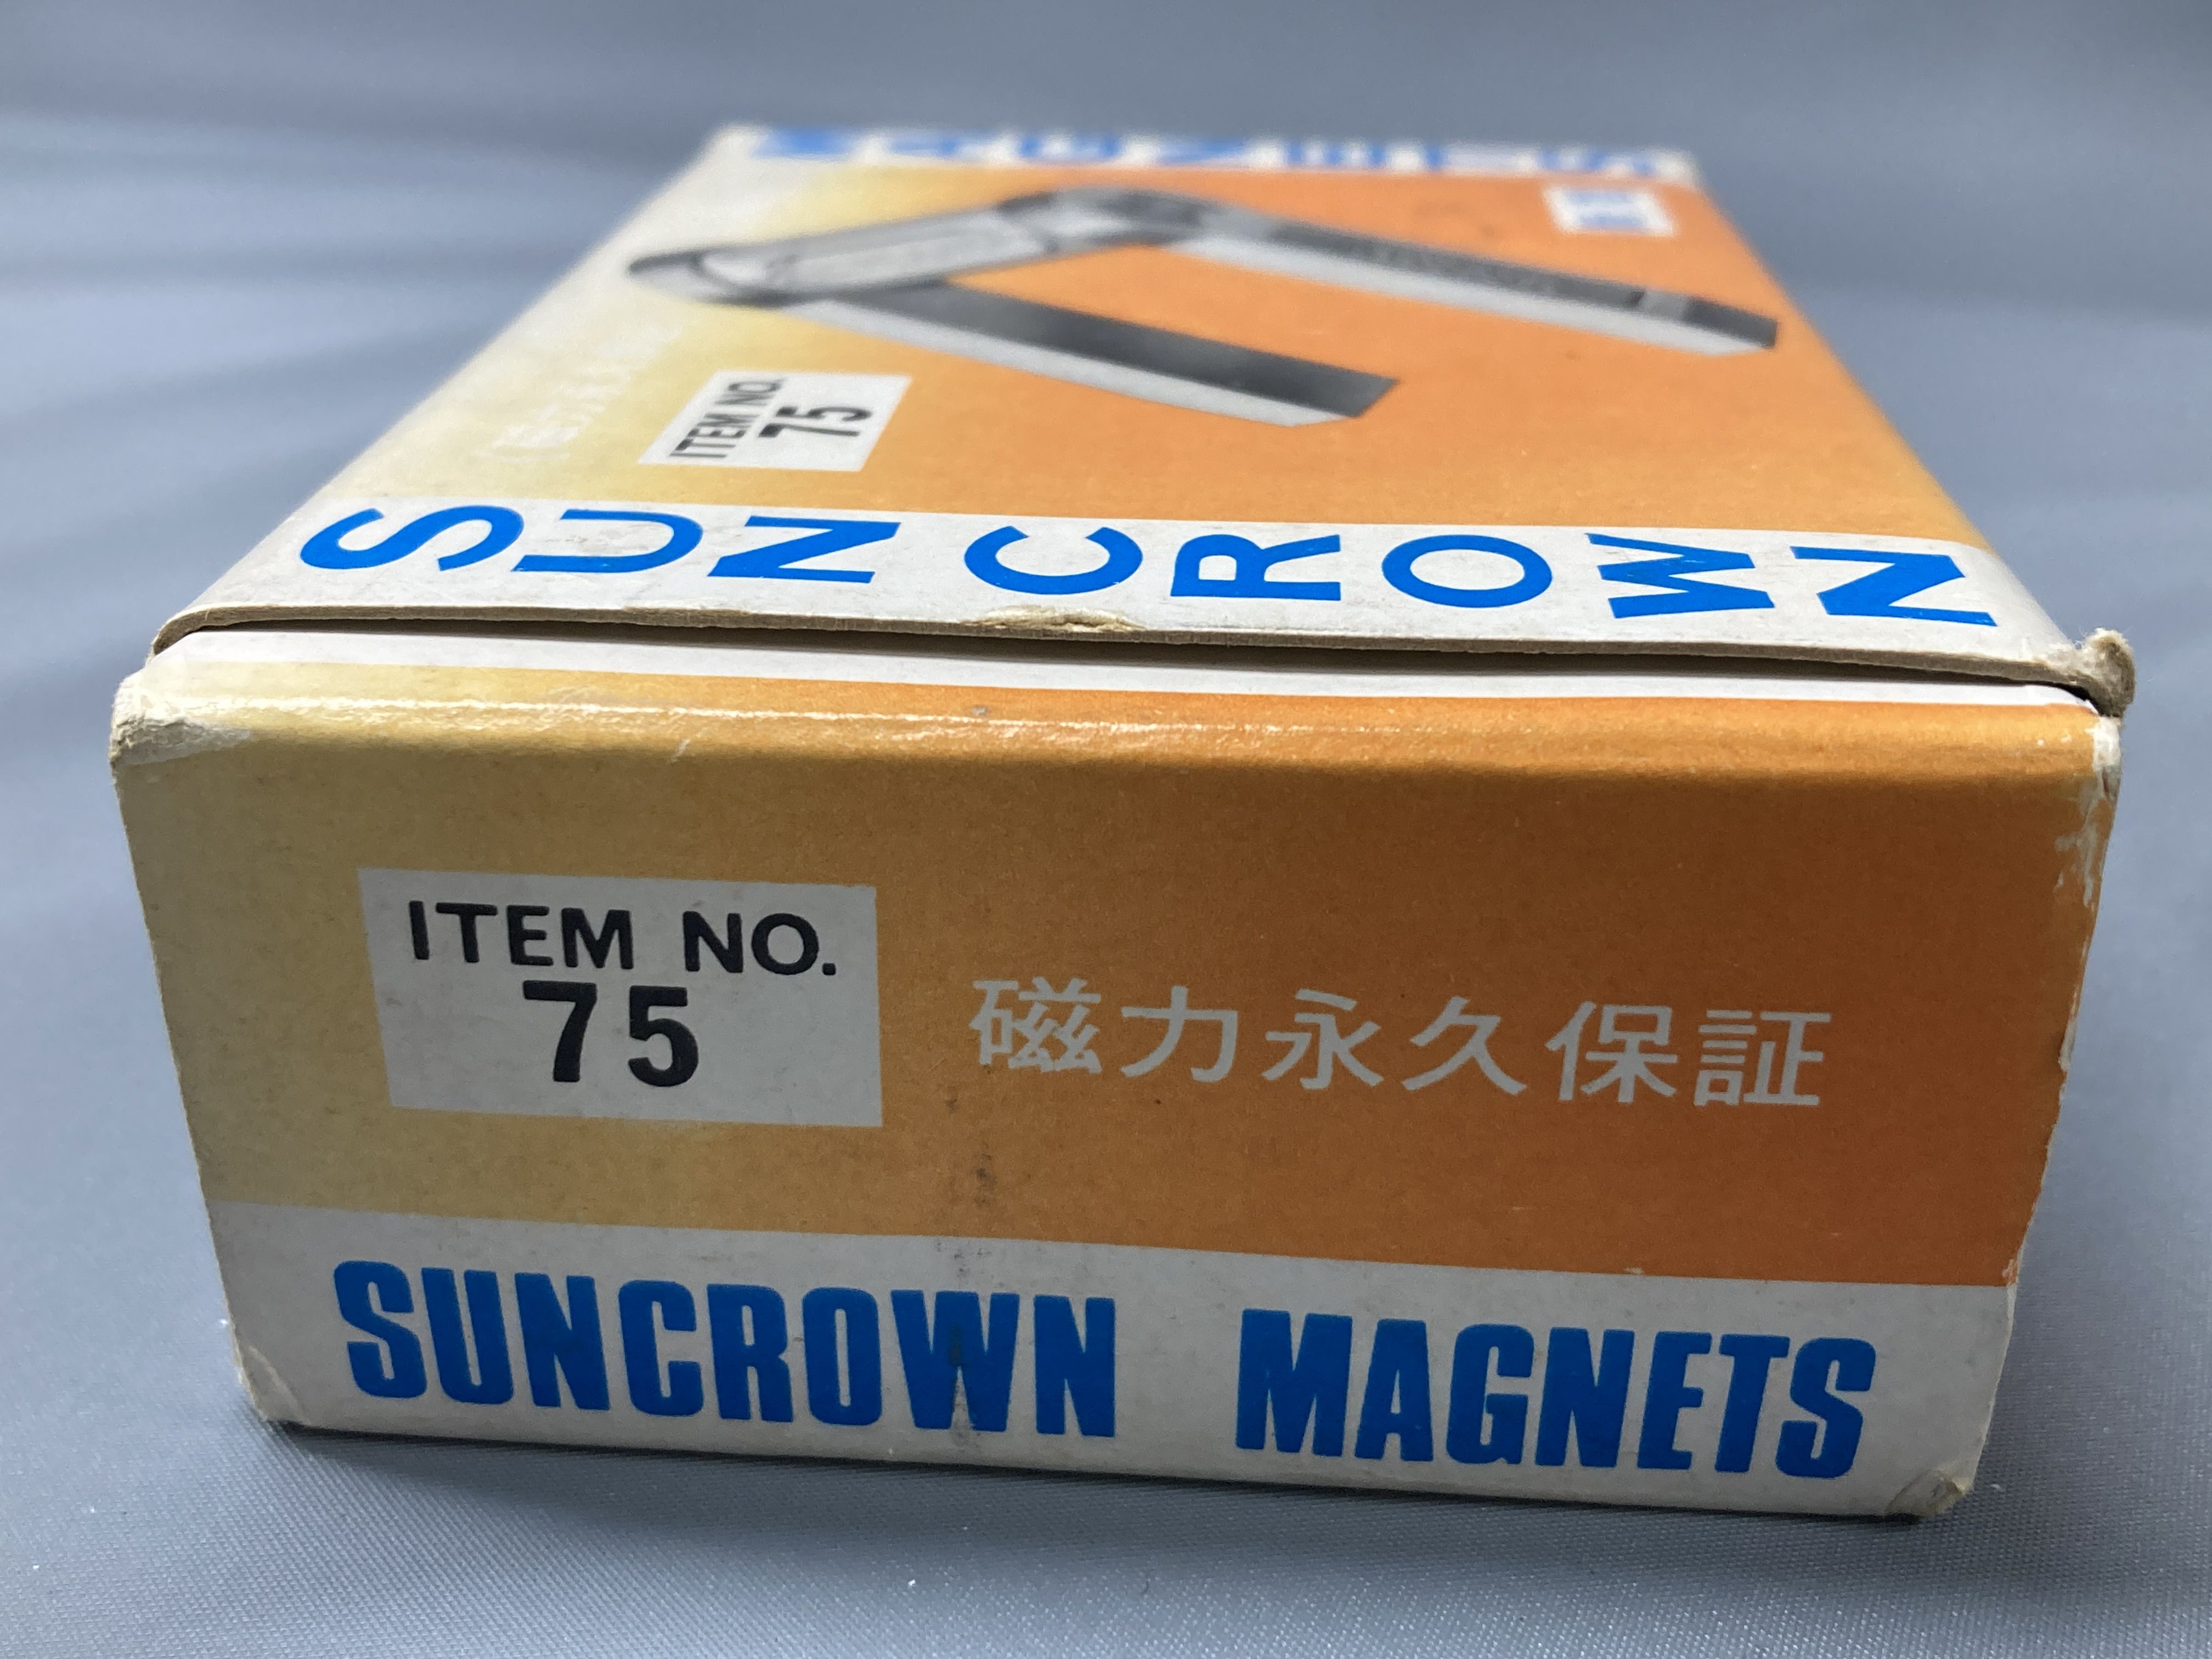 ITEM NO.
75
SUN CROWN
ITEM NO.
75
磁力永久保証
SUNCROWN MAGNETS